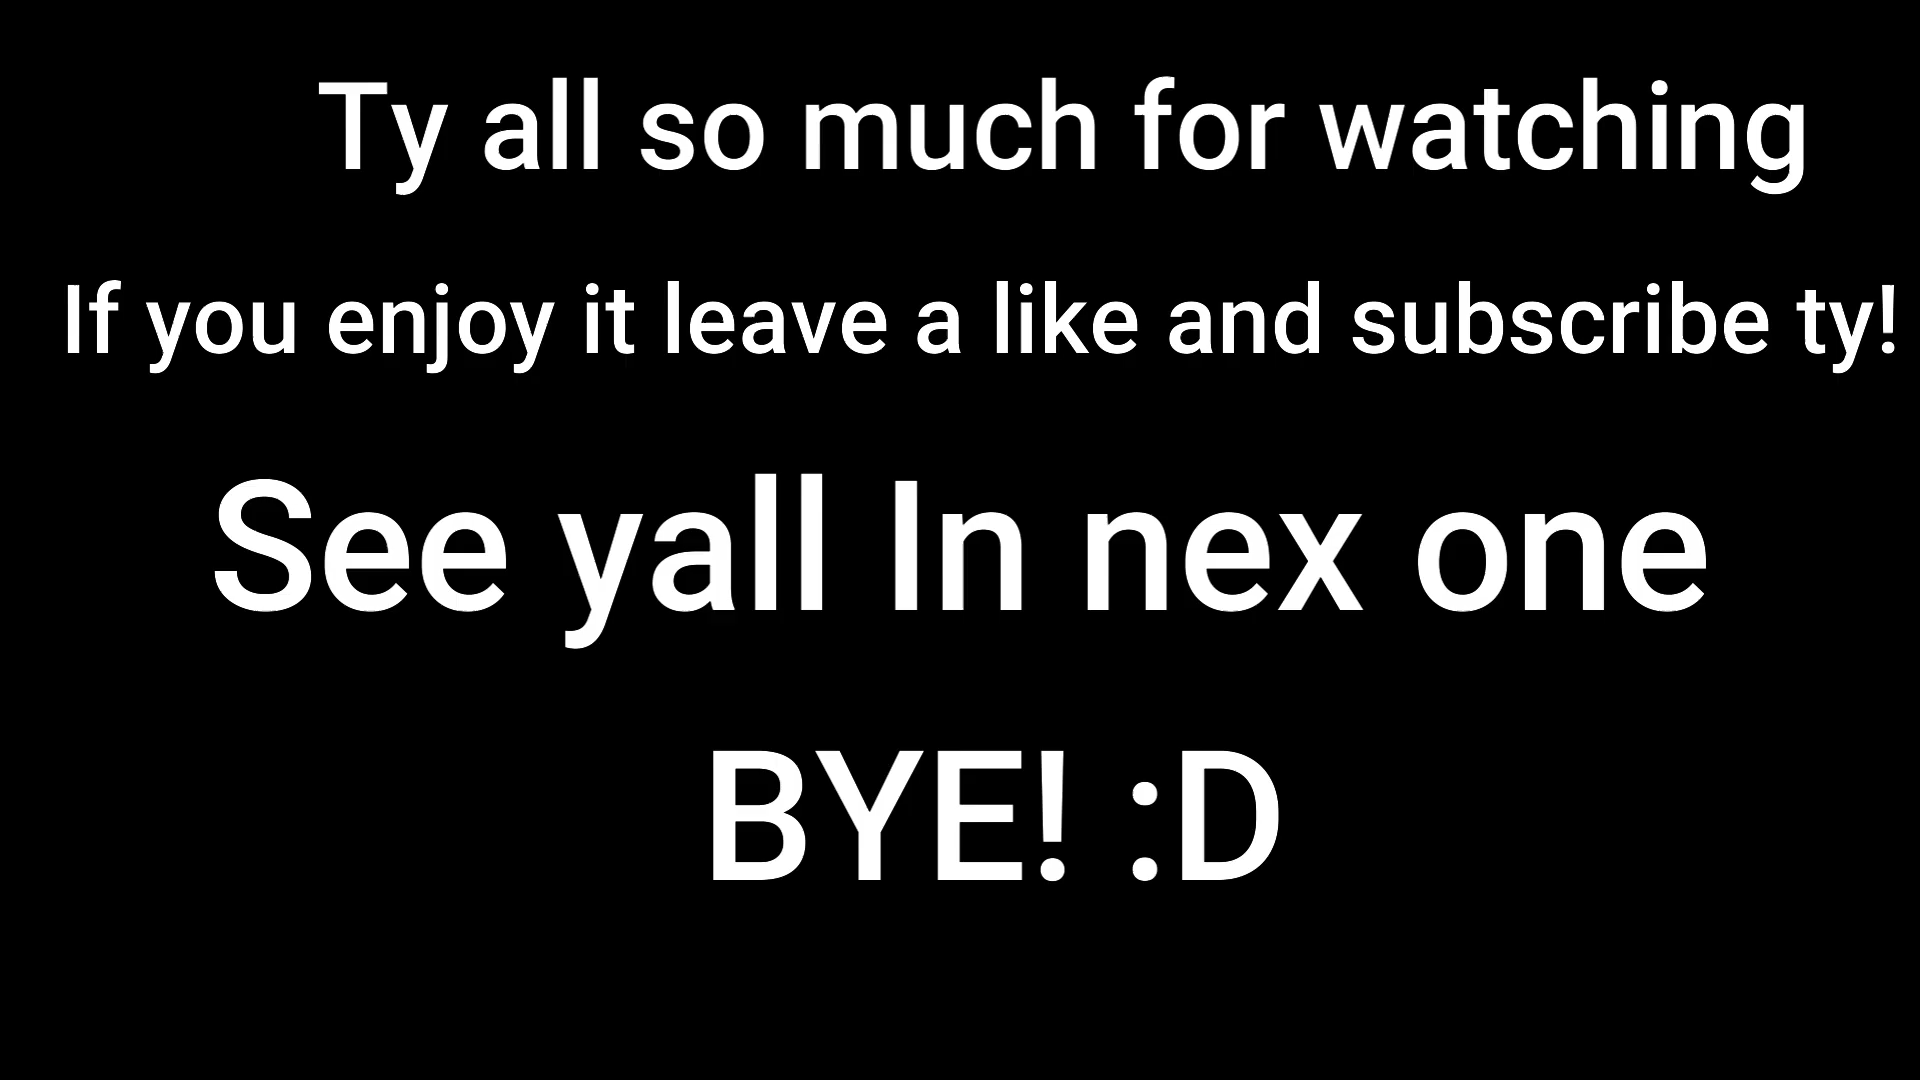 Ty all so much for watching
If you enjoy it leave a like and subscribe ty!
See yall In nex one
BYE! :D